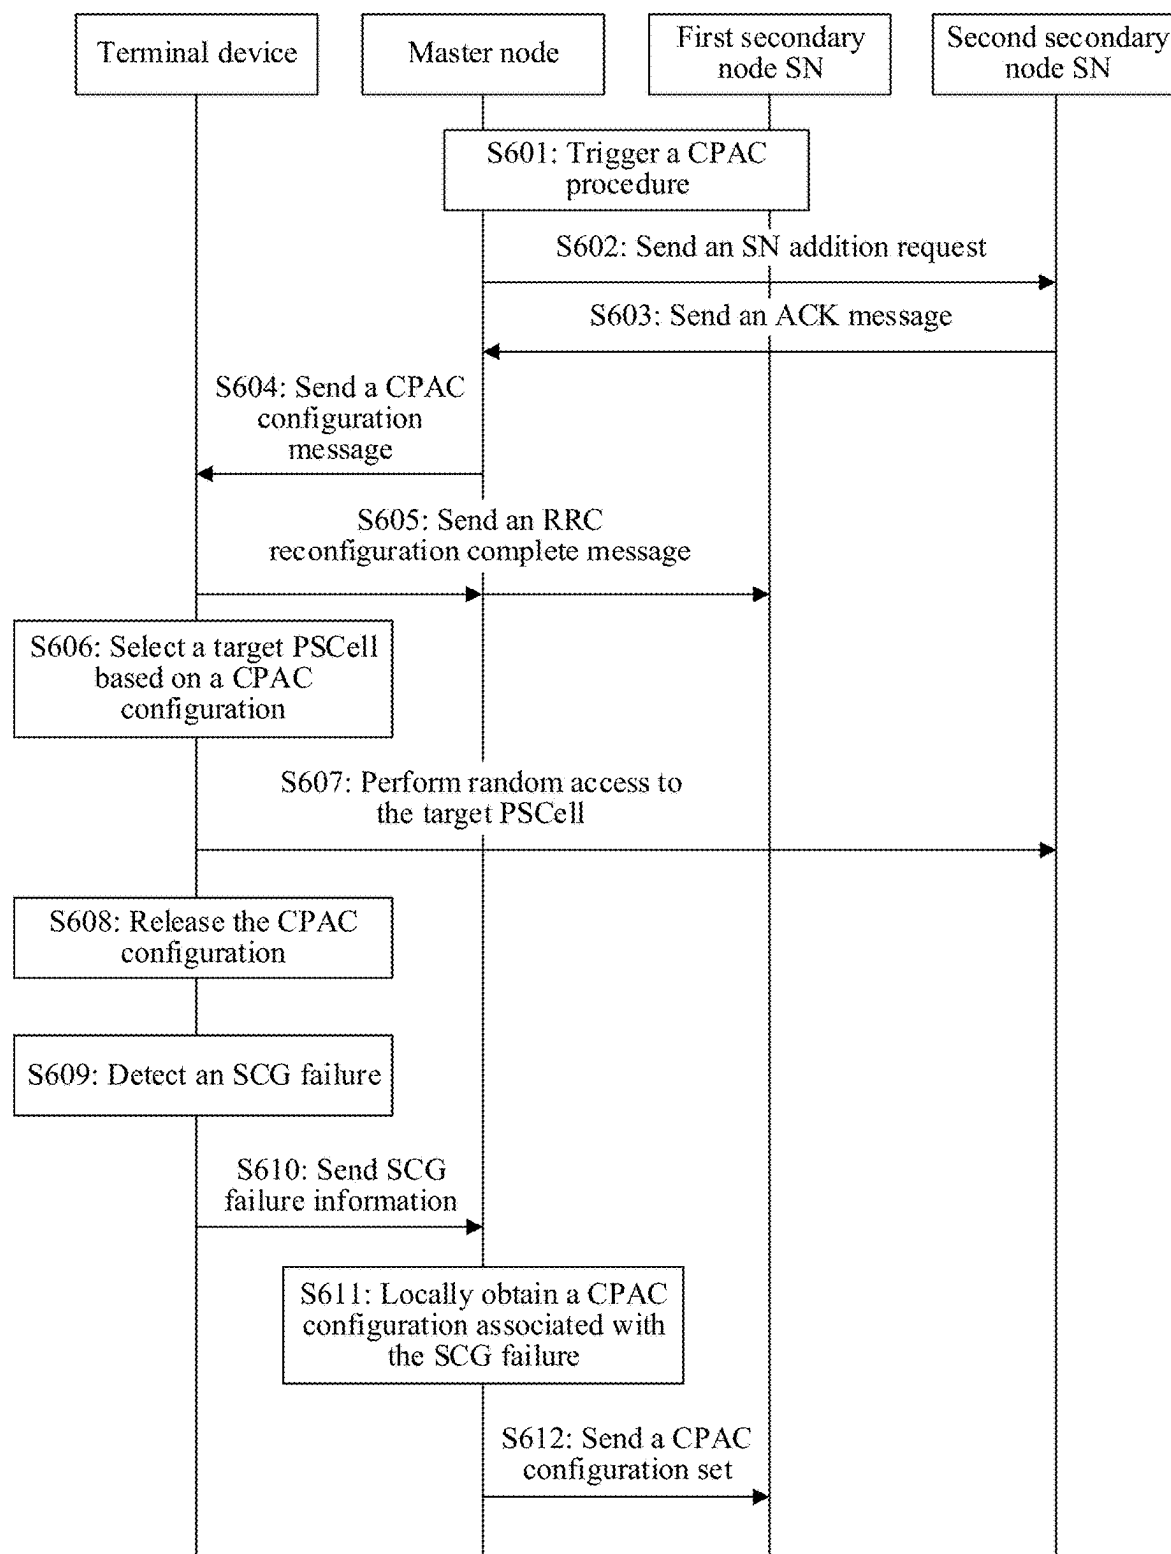 Terminal device
Master node
First secondary
node SN
Second secondary
node SN
S601: Trigger a CPAC
procedure
S602: Send an SN addition request
S603: Send an ACK message
S604: Send a CPAC
configuration
message
S605: Send an RRC
reconfiguration complete message
S606: Select a target PSCell
based on a CPAC
configuration
S607: Perform random access to
the target PSCell
S608: Release the CPAC
configuration
S609: Detect an SCG failure
S610: Send SCG
failure information
S611: Locally obtain a CPAC
configuration associated with
the SCG failure
S612: Send a CPAC
configuration set